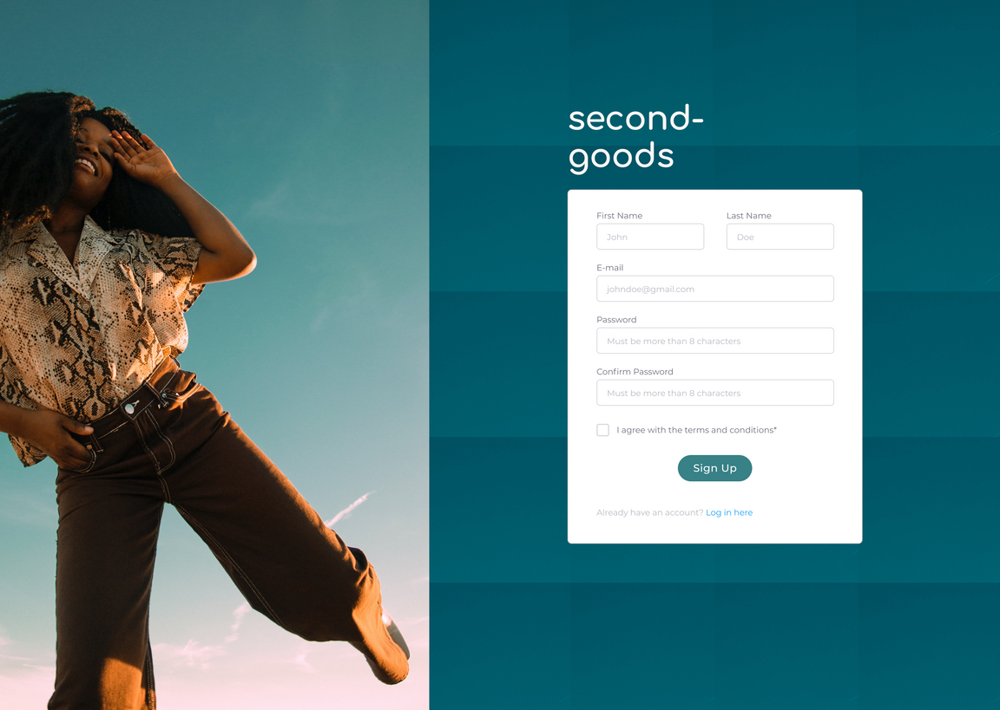 second-
goods
First Name Last Name
John Doe
E-mail
johndoe@gmail.com
Password
Must be more than 8 characters
Confirm Password
Must be more than 8 characters
I agree with the terms and conditions*
Sign Up
Already have an account? Log in here